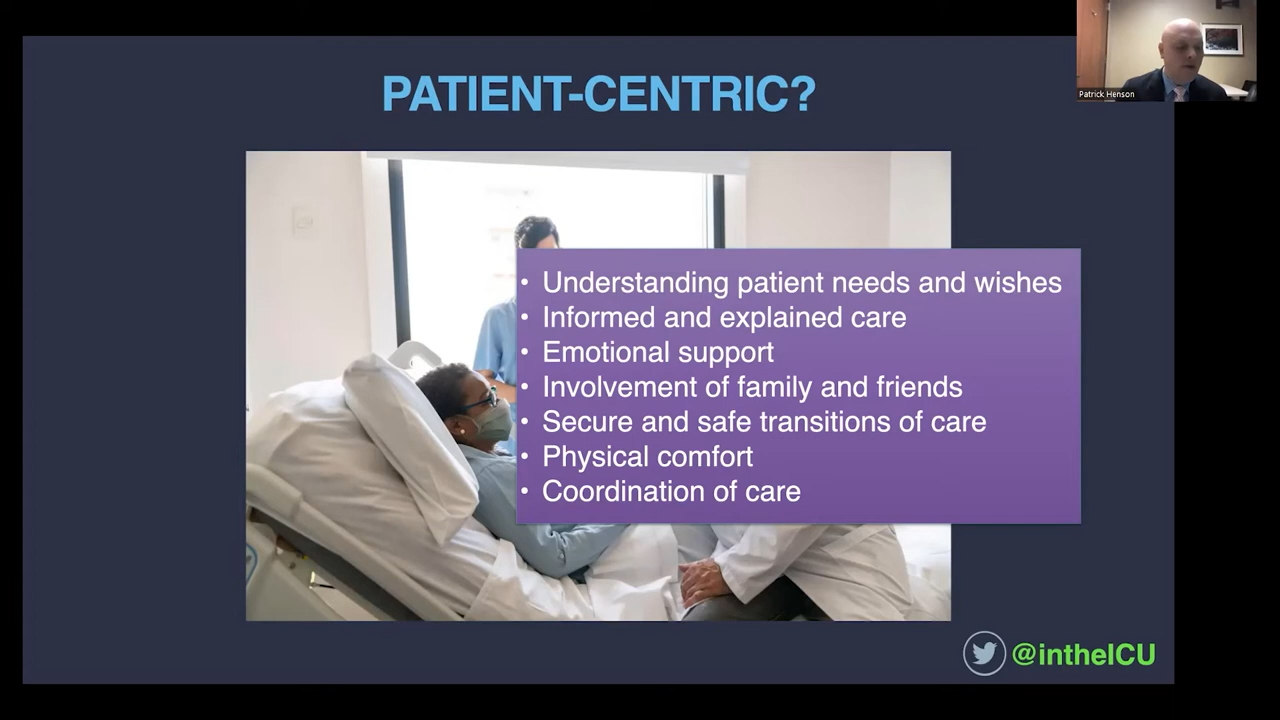 PATIENT-CENTRIC?
Patrick Henson
• Understanding patient needs and wishes
• Informed and explained care
• Emotional support
• Involvement of family and friends
• Secure and safe transitions of care
• Physical comfort
• Coordination of care
@intheICU